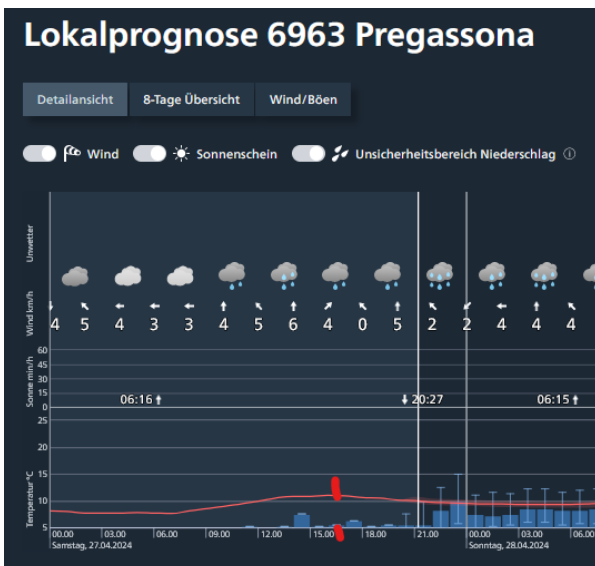 Lokalprognose 6963 Pregassona
Detailansicht 8-Tage Übersicht Wind/Böen
Wind Sonnenschein Unsicherheitsbereich Niederschlag
Unwetter
Wind km/h
4 5 4 3 3 4 5 6 4 0 5 2 2 4 4 4
Sonne min/h
60
45
30
15
0
06:16 20:27 06:15
Temperatur °C
25
20
15
10
5
00.00 03.00 06.00 09.00 12.00 15.00 18.00 21.00 00.00 03.00 06.00
Samstag, 27.04.2024 Sonntag, 28.04.2024